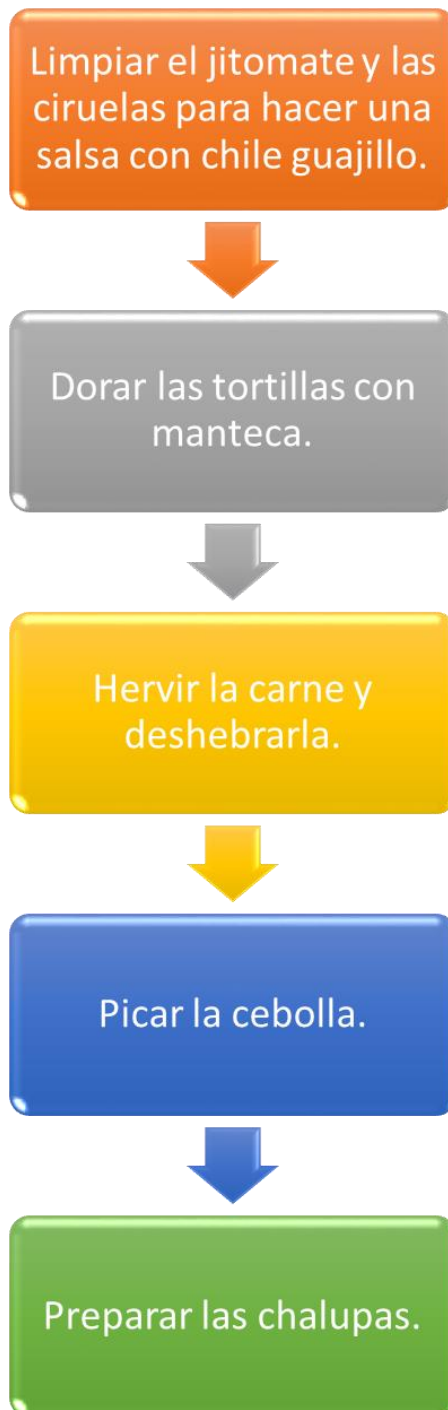 Limpiar el jitomate y las
ciruelas para hacer una
salsa con chile guajillo.
Dorar las tortillas con
manteca.
Hervir la carne y
deshebrarla.
Picar la cebolla.
Preparar las chalupas.